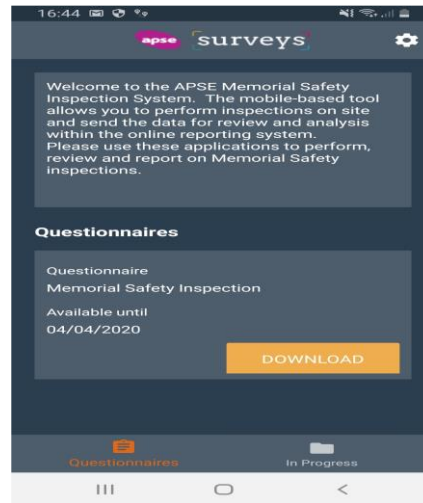 16:44
apse surveys
Welcome to the APSE Memorial Safety
Inspection System. The mobile-based tool
allows you to perform inspections on site
and send the data for review and analysis
within the online reporting system.
Please use these applications to perform,
review and report on Memorial Safety
inspections.
Questionnaires
Questionnaire
Memorial Safety Inspection
Available until
04/04/2020
DOWNLOAD
Questionnaires In Progress